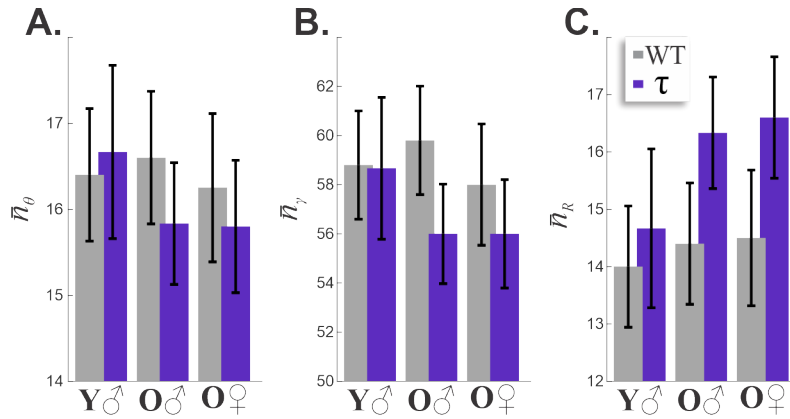 A.
17
16
15
14
n̄θ
Y♂ O♂ O♀
B.
62
60
58
56
54
52
50
n̄γ
Y♂ O♂ O♀
C.
17
16
15
14
13
12
n̄R
WT
τ
Y♂ O♂ O♀